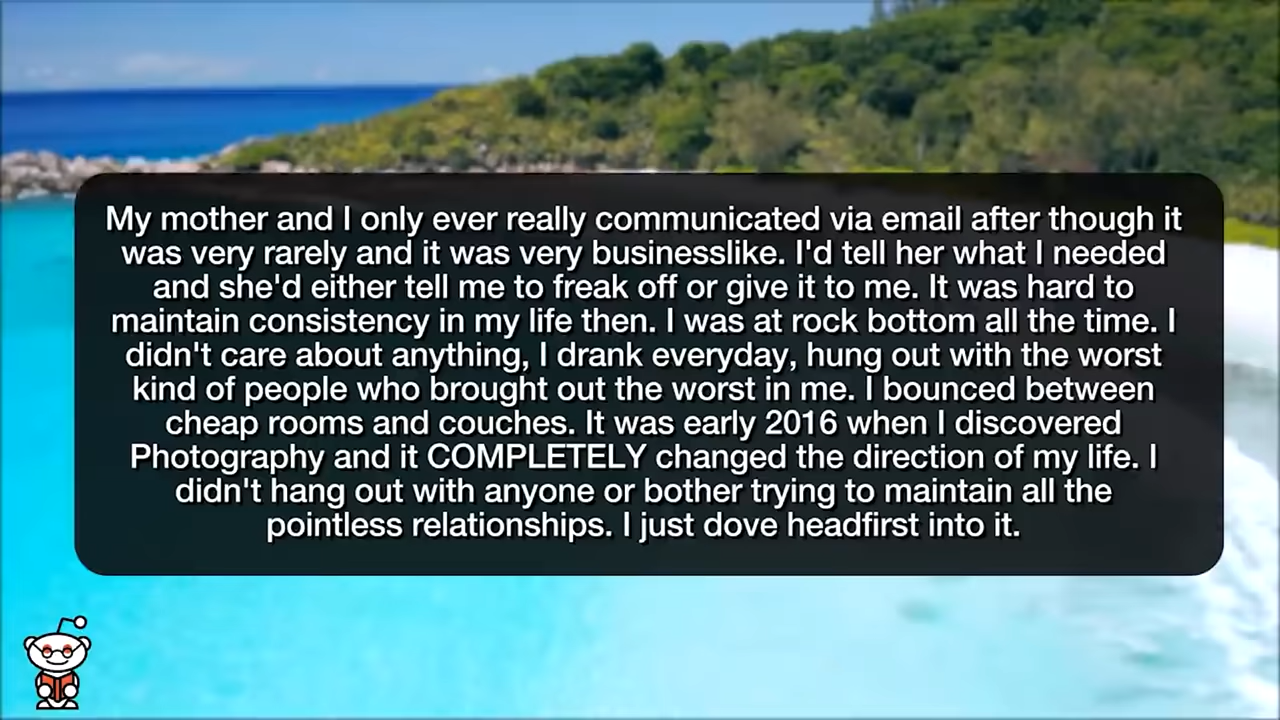 My mother and I only ever really communicated via email after though it
was very rarely and it was very businesslike. I'd tell her what I needed
and she'd either tell me to freak off or give it to me. It was hard to
maintain consistency in my life then. I was at rock bottom all the time. I
didn't care about anything, I drank everyday, hung out with the worst
kind of people who brought out the worst in me. I bounced between
cheap rooms and couches. It was early 2016 when I discovered
Photography and it COMPLETELY changed the direction of my life. I
didn't hang out with anyone or bother trying to maintain all the
pointless relationships. I just dove headfirst into it.